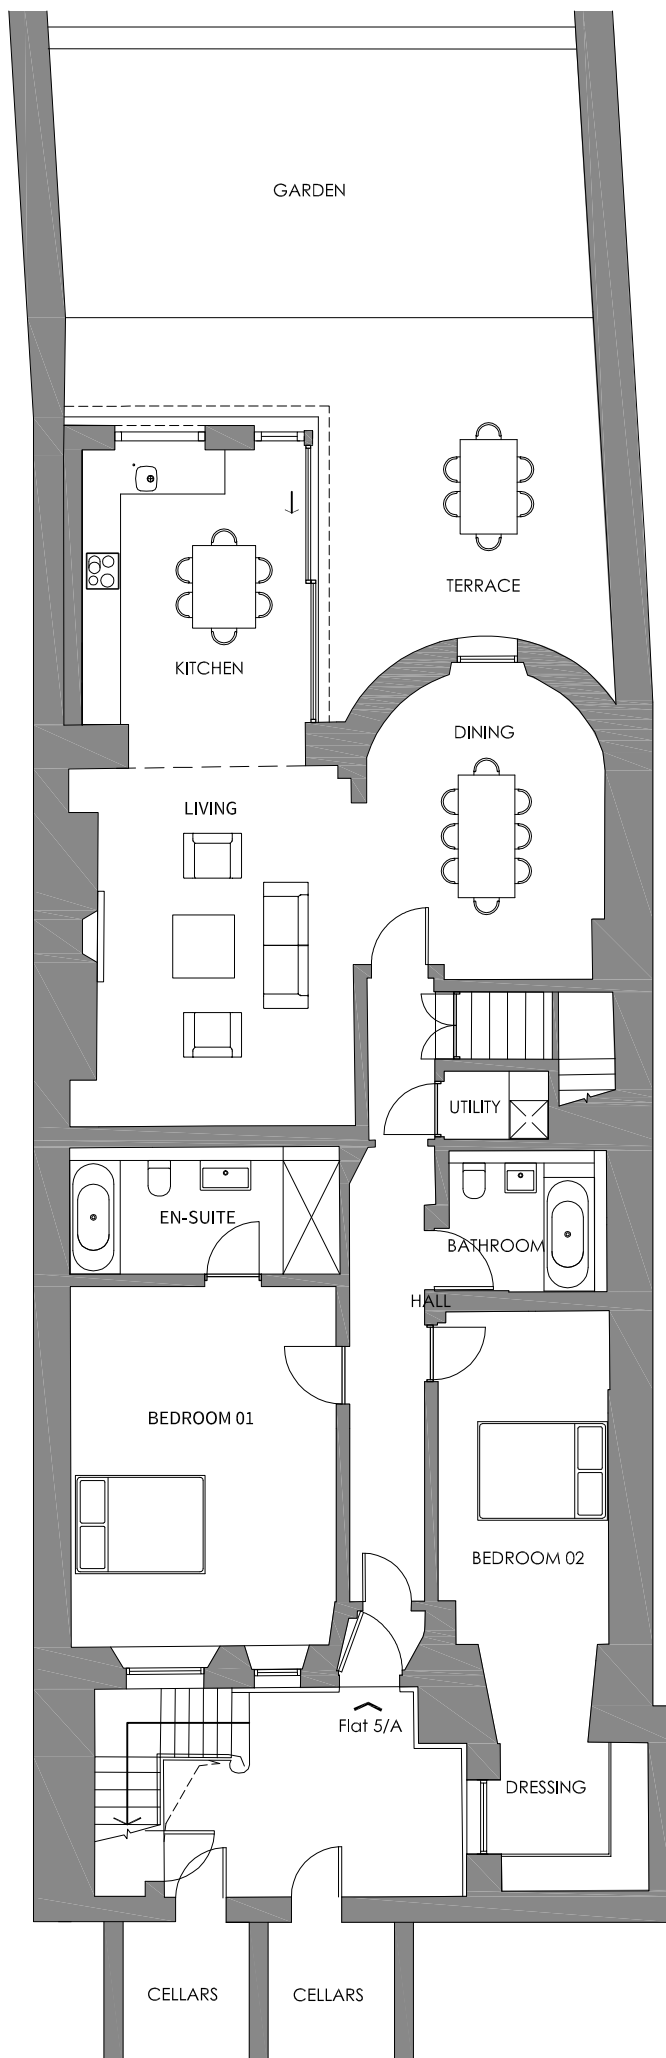 GARDEN
TERRACE
KITCHEN
DINING
LIVING
UTILITY
EN-SUITE
BATHROOM
HALL
BEDROOM 01
BEDROOM 02
Flat 5/A
DRESSING
CELLARS
CELLARS